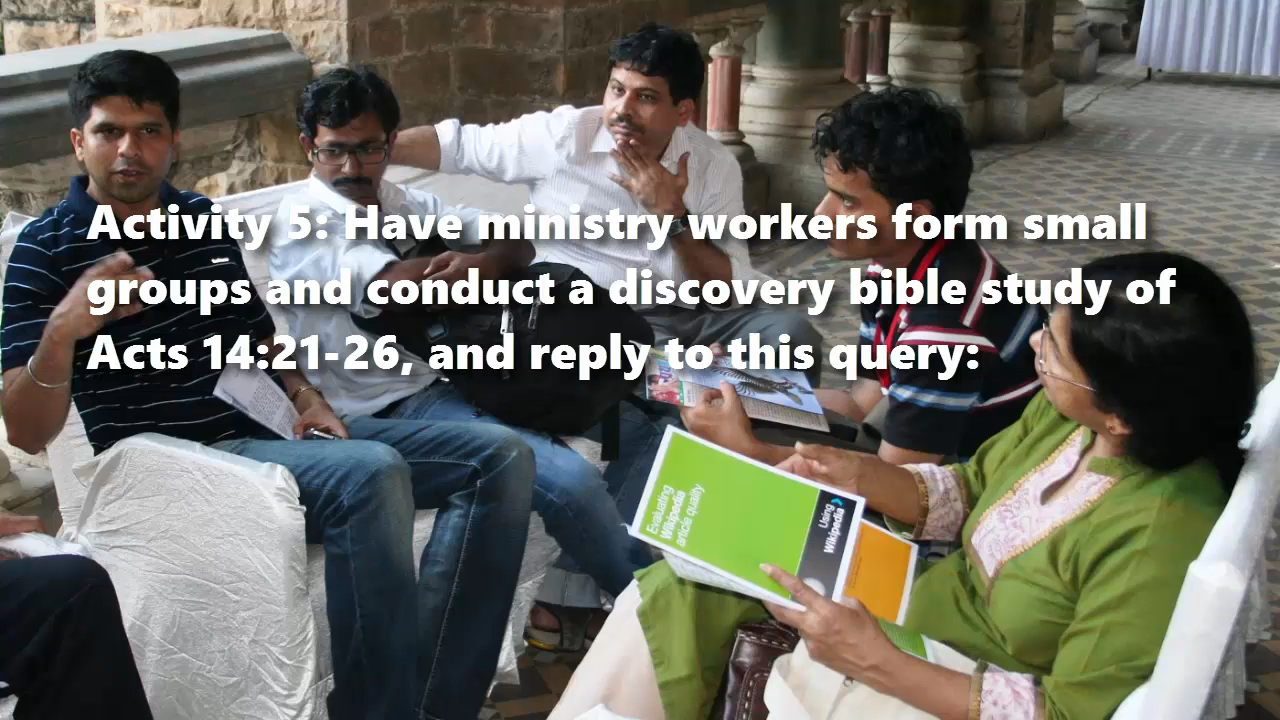 Activity 5: Have ministry workers form small
groups and conduct a discovery bible study of
Acts 14:21-26, and reply to this query:
Evaluating
Wikipedia
article quality
Using
Wikipedia